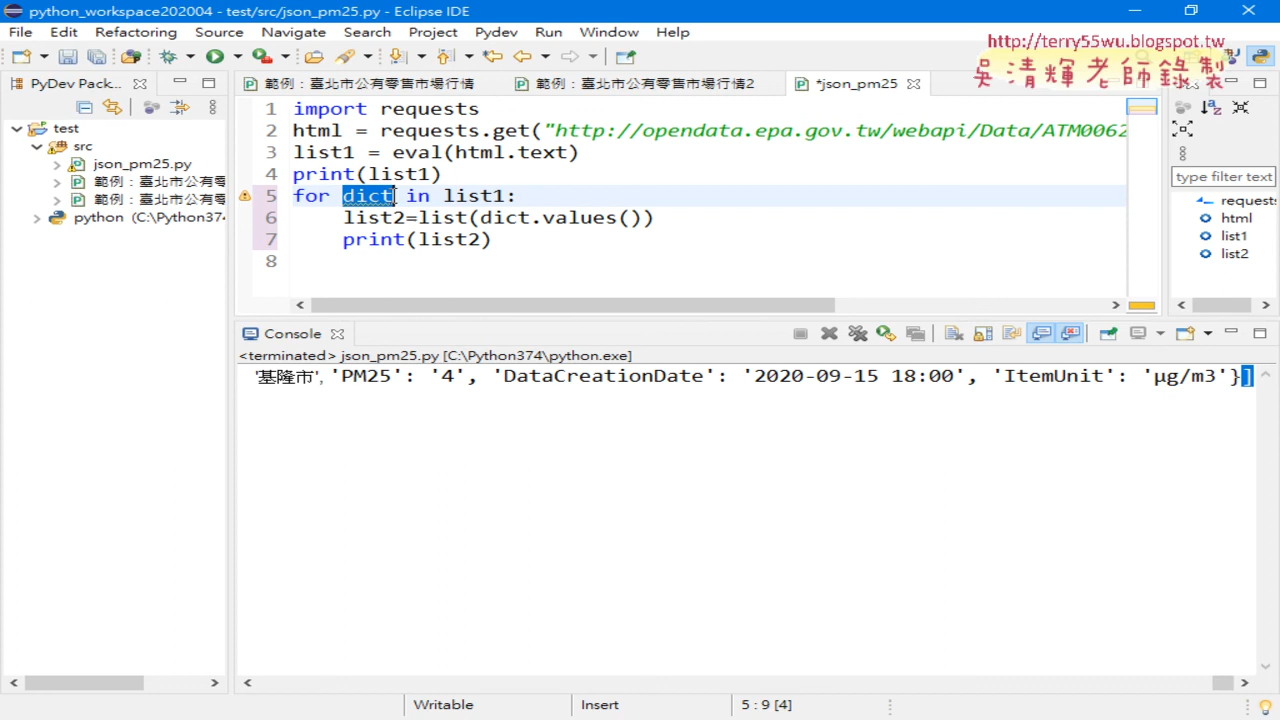 python_workspace202004 - test/src/json_pm25.py - Eclipse IDE
File Edit Refactoring Source Navigate Search Project Pydev Run Window Help
http://terry55wu.blogspot.tw
吳清輝老師錄製
PyDev Pack...
範例：臺北市公有零售市場行情
範例：臺北市公有零售市場行情2
*json_pm25
test
src
json_pm25.py
範例：臺北市公有零
範例：臺北市公有零
python (C:\Python374
1 import requests
2 html = requests.get("http://opendata.epa.gov.tw/webapi/Data/ATM0062
3 list1 = eval(html.text)
4 print(list1)
5 for dict in list1:
6 list2=list(dict.values())
7 print(list2)
8
type filter text
requests
html
list1
list2
Console
<terminated> json_pm25.py [C:\Python374\python.exe]
'基隆市', 'PM25': '4', 'DataCreationDate': '2020-09-15 18:00', 'ItemUnit': 'μg/m3'}]
Writable Insert 5 : 9 [4]